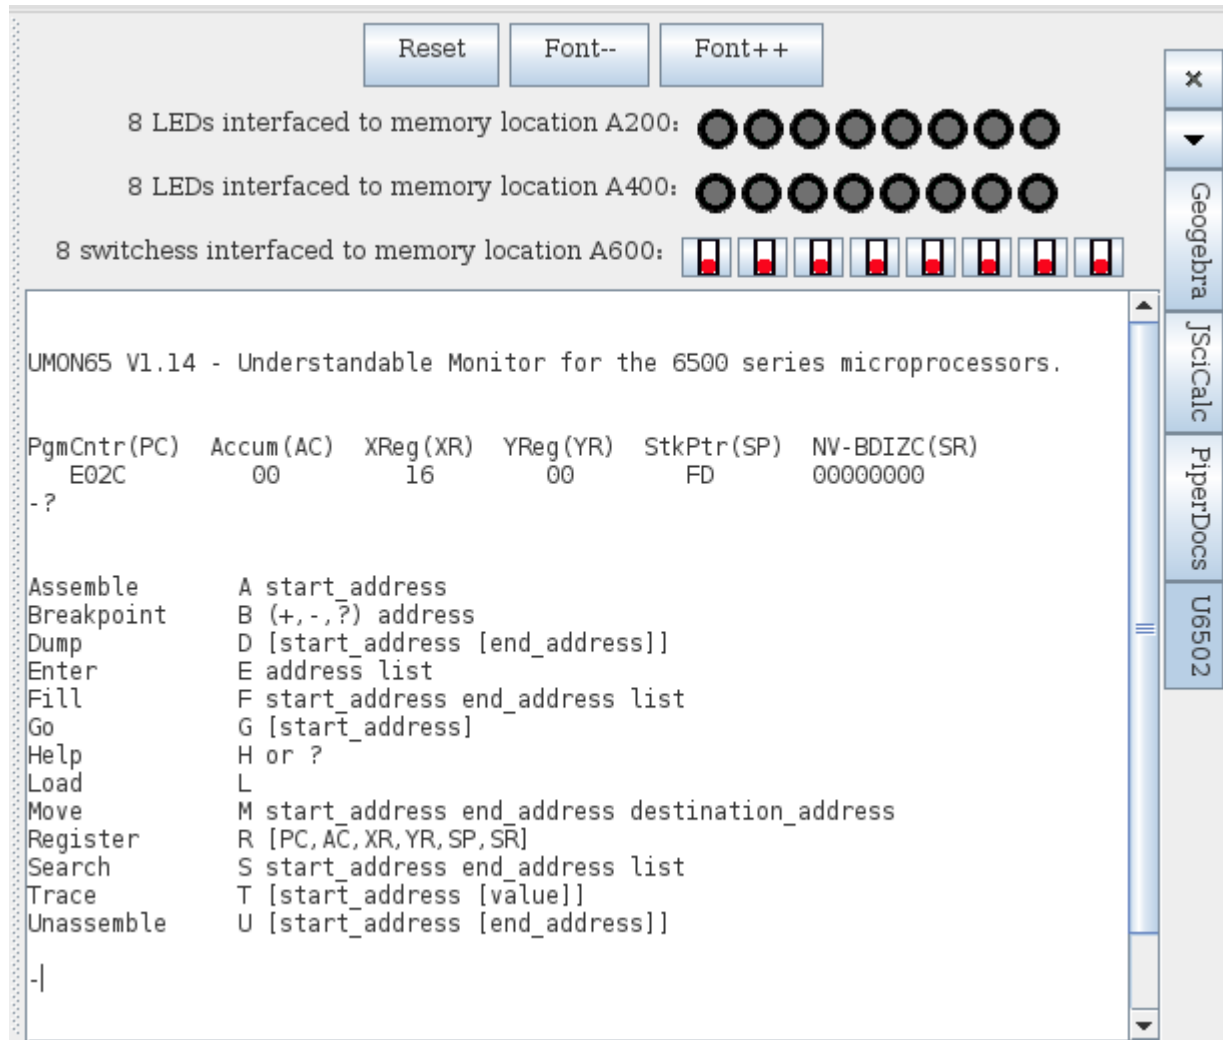 Reset Font-- Font++
8 LEDs interfaced to memory location A200:
8 LEDs interfaced to memory location A400:
8 switchess interfaced to memory location A600:
UMON65 V1.14 - Understandable Monitor for the 6500 series microprocessors.
PgmCntr(PC) Accum(AC) XReg(XR) YReg(YR) StkPtr(SP) NV-BDIZC(SR)
E02C 00 16 00 FD 00000000
-?
Assemble A start_address
Breakpoint B (+,-,?) address
Dump D [start_address [end_address]]
Enter E address list
Fill F start_address end_address list
Go G [start_address]
Help H or ?
Load L
Move M start_address end_address destination_address
Register R [PC,AC,XR,YR,SP,SR]
Search S start_address end_address list
Trace T [start_address [value]]
Unassemble U [start_address [end_address]]
-
Geogebra
JSciCalc
PiperDocs
U6502